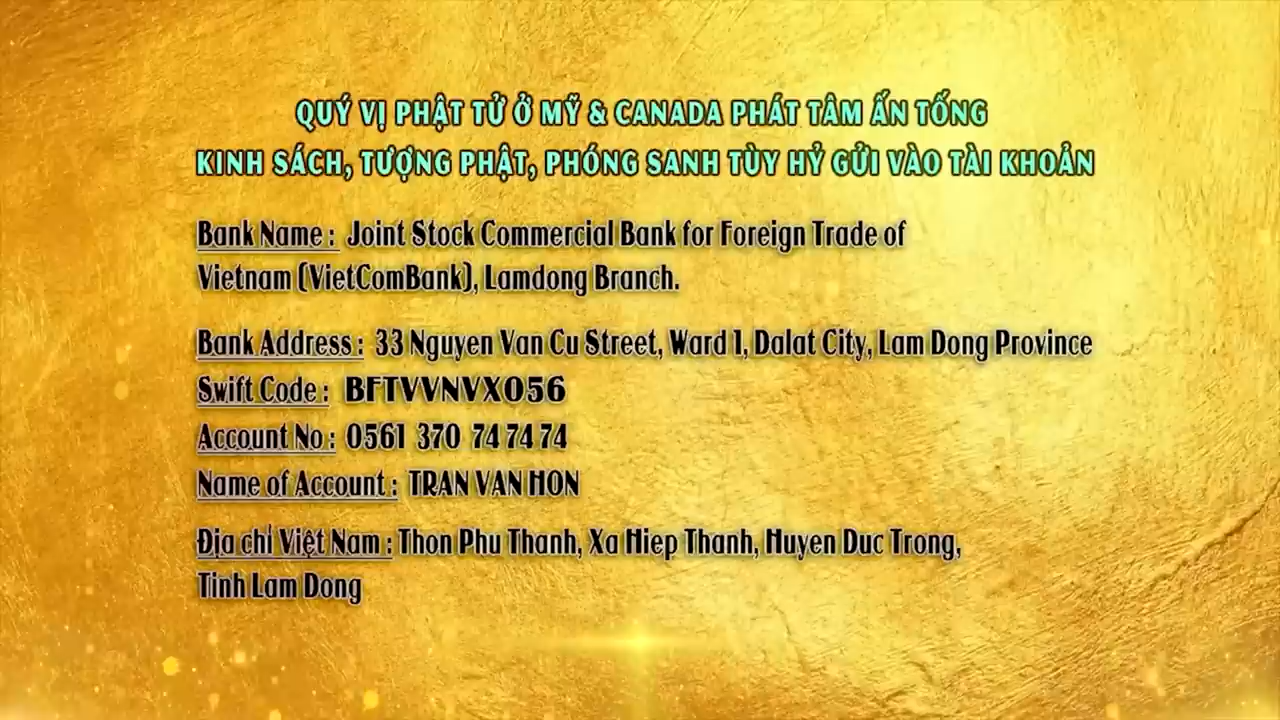 QUÝ VỊ PHẬT TỬ Ở MỸ & CANADA PHÁT TÂM ẤN TỐNG
KINH SÁCH, TƯỢNG PHẬT, PHÓNG SANH TÙY HỶ GỬI VÀO TÀI KHOẢN
Bank Name : Joint Stock Commercial Bank for Foreign Trade of
Vietnam (VietComBank), Lamdong Branch.
Bank Address : 33 Nguyen Van Cu Street, Ward 1, Dalat City, Lam Dong Province
Swift Code : BFTVVNVX056
Account No : 0561 370 74 74 74
Name of Account : TRAN VAN HON
Địa chỉ Việt Nam : Thon Phu Thanh, Xa Hiep Thanh, Huyen Duc Trong,
Tinh Lam Dong